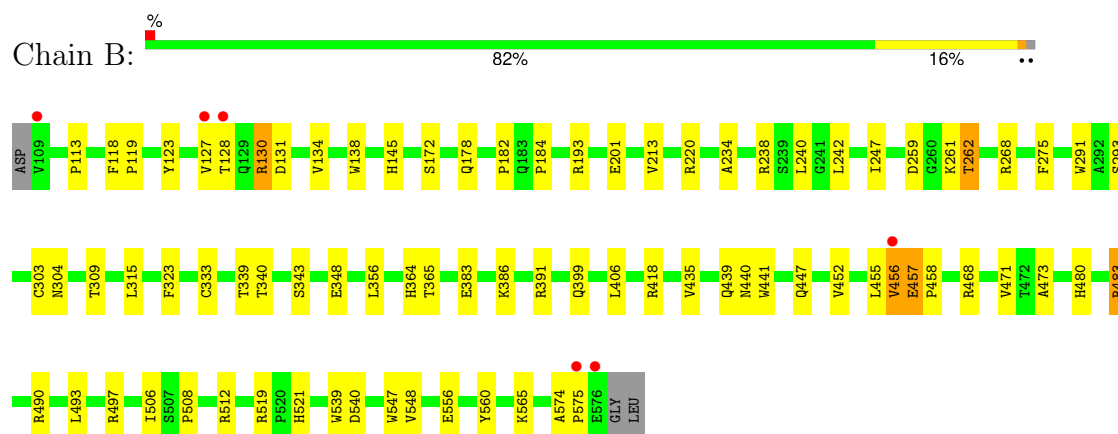 %
Chain B:
82% 16% ••
ASP V109 P113 F118 P119 Y123 V127 T128 Q129 R130 D131 V134 W138 H145 S172 Q178 P182 Q183 P184 R193 E201 V213 R220 A234 R238 S239 L240 G241 L242 I247 D259 G260 K261 T262 R268 F275 W291 A292 S293
C303 N304 T309 L315 F323 C333 T339 T340 S343 E348 L356 H364 T365 E383 K386 R391 Q399 L406 R418 V435 Q439 N440 W441 Q447 V452 L455 V456 E457 P458 R468 V471 T472 A473 H480
R490 L493 R497 I506 S507 P508 R512 R519 P520 H521 W539 D540 W547 V548 E556 Y560 K565 A574 P575 E576 GLY LEU